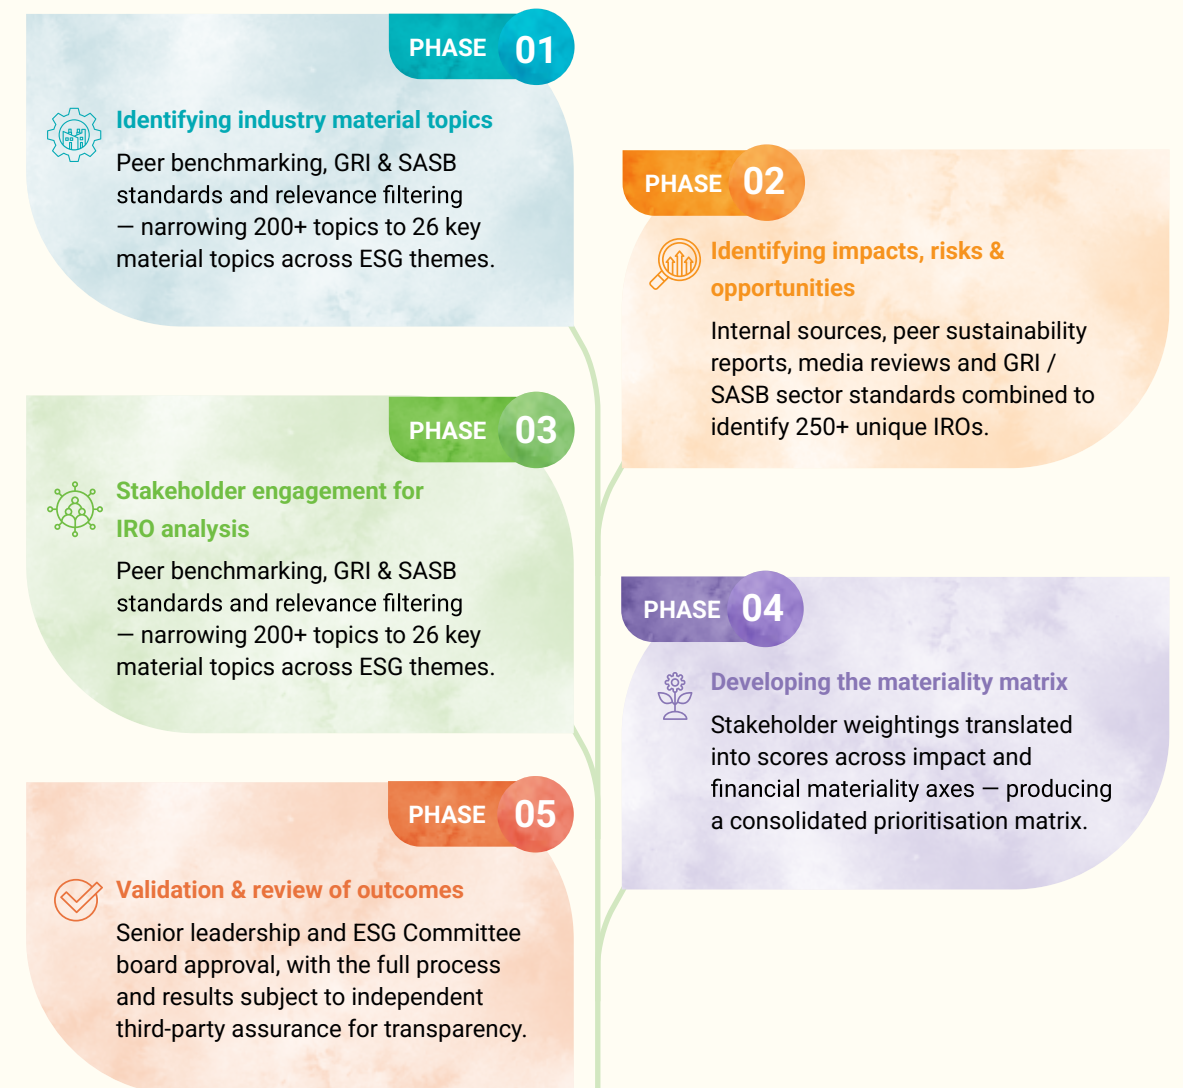 PHASE 01
Identifying industry material topics
Peer benchmarking, GRI & SASB
standards and relevance filtering
— narrowing 200+ topics to 26 key
material topics across ESG themes.
PHASE 02
Identifying impacts, risks &
opportunities
Internal sources, peer sustainability
reports, media reviews and GRI /
SASB sector standards combined to
identify 250+ unique IROs.
PHASE 03
Stakeholder engagement for
IRO analysis
Peer benchmarking, GRI & SASB
standards and relevance filtering
— narrowing 200+ topics to 26 key
material topics across ESG themes.
PHASE 04
Developing the materiality matrix
Stakeholder weightings translated
into scores across impact and
financial materiality axes — producing
a consolidated prioritisation matrix.
PHASE 05
Validation & review of outcomes
Senior leadership and ESG Committee
board approval, with the full process
and results subject to independent
third-party assurance for transparency.